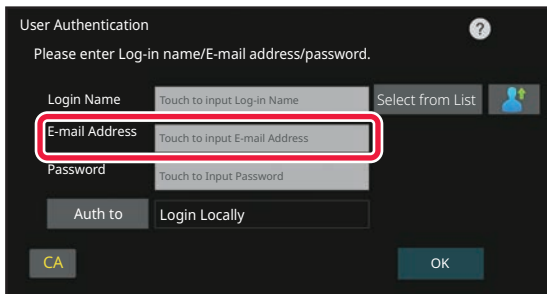 User Authentication
?
Please enter Log-in name/E-mail address/password.
Login Name Touch to input Log-in Name Select from List
E-mail Address Touch to input E-mail Address
Password Touch to Input Password
Auth to Login Locally
CA OK